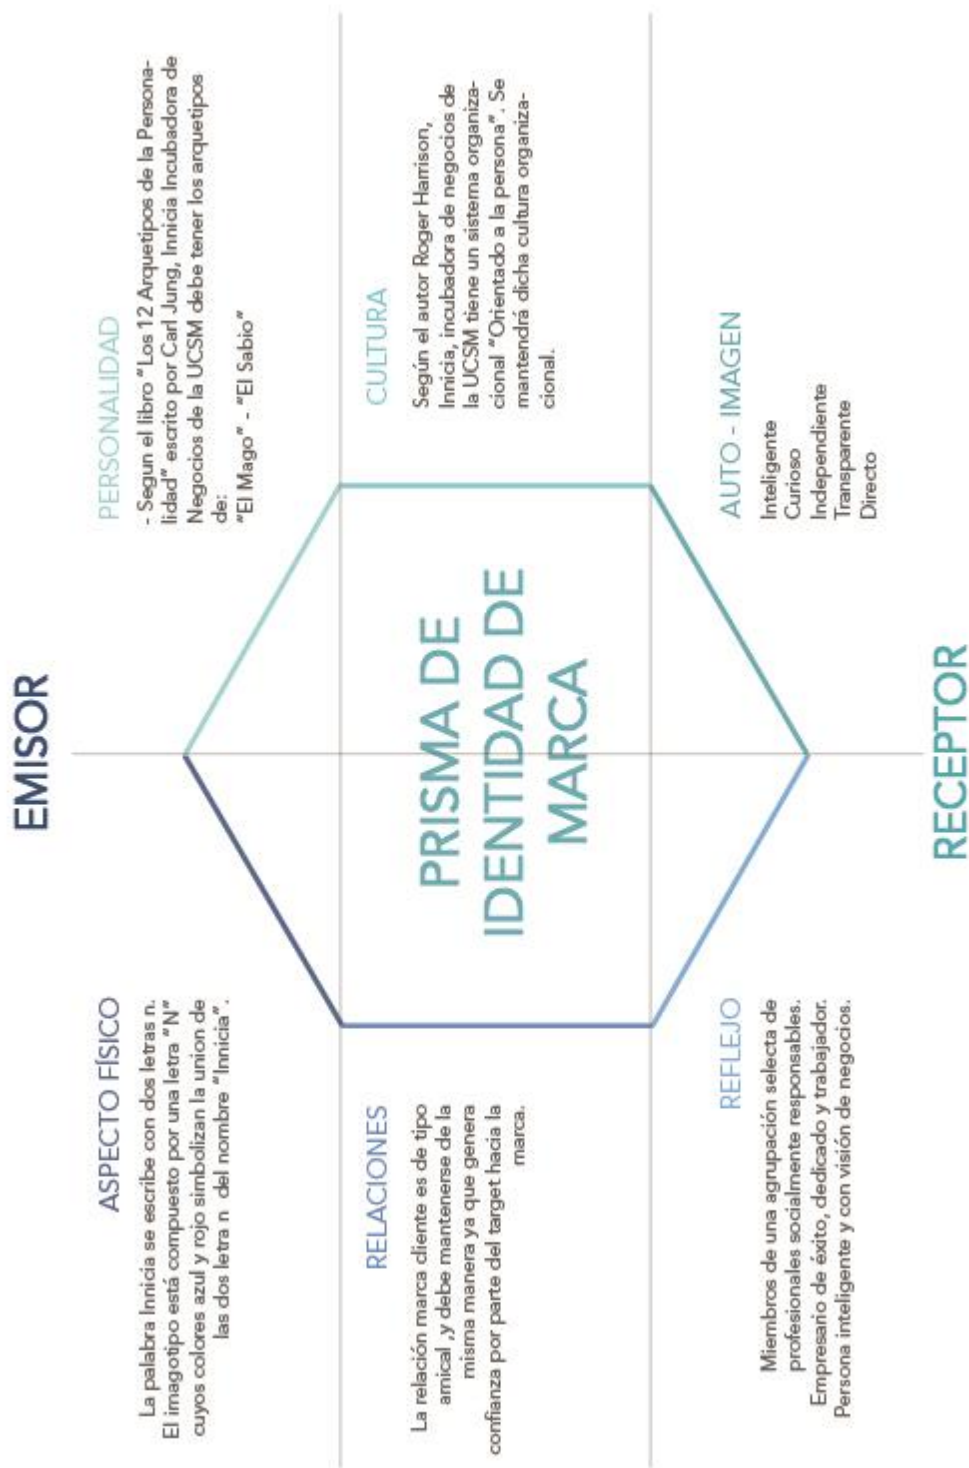 EMISOR
ASPECTO FÍSICO
La palabra Innicia se escribe con dos letras n.
El imagotipo está compuesto por una letra "N"
cuyos colores azul y rojo simbolizan la union de
las dos letra n del nombre "Innicia".
PERSONALIDAD
- Segun el libro "Los 12 Arquetipos de la Persona-
lidad" escrito por Carl Jung, Innicia Incubadora de
Negocios de la UCSM debe tener los arquetipos
de:
"El Mago" - "El Sabio"
RELACIONES
La relación marca cliente es de tipo
amical ,y debe mantenerse de la
misma manera ya que genera
confianza por parte del target hacia la
marca.
PRISMA DE
IDENTIDAD DE
MARCA
CULTURA
Según el autor Roger Harrison,
Innicia, incubadora de negocios de
la UCSM tiene un sistema organiza-
cional "Orientado a la persona". Se
mantendrá dicha cultura organiza-
cional.
REFLEJO
Miembros de una agrupación selecta de
profesionales socialmente responsables.
Empresario de éxito, dedicado y trabajador.
Persona inteligente y con visión de negocios.
AUTO - IMAGEN
Inteligente
Curioso
Independiente
Transparente
Directo
RECEPTOR